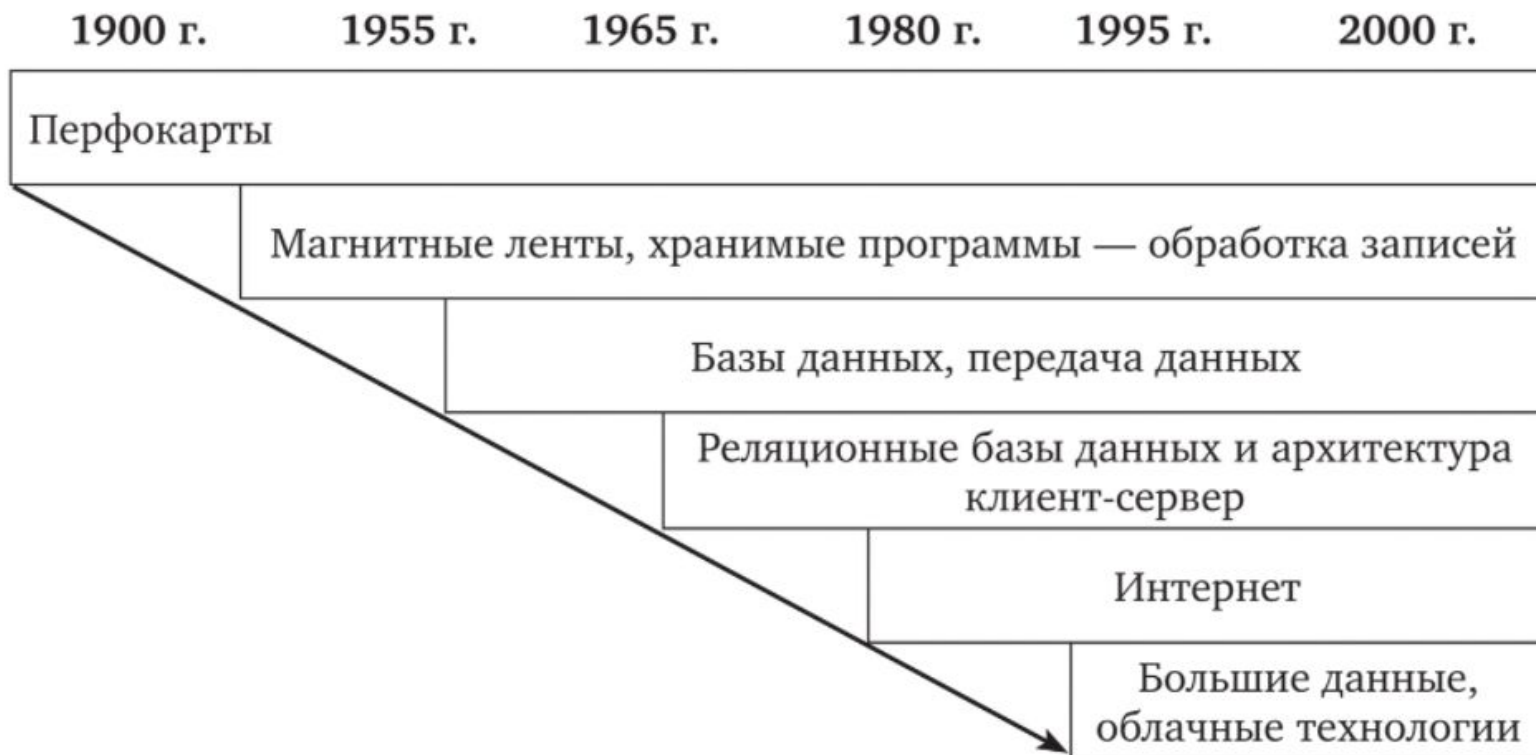 1900 г. 1955 г. 1965 г. 1980 г. 1995 г. 2000 г.
Перфокарты
Магнитные ленты, хранимые программы — обработка записей
Базы данных, передача данных
Реляционные базы данных и архитектура
клиент-сервер
Интернет
Большие данные,
облачные технологии